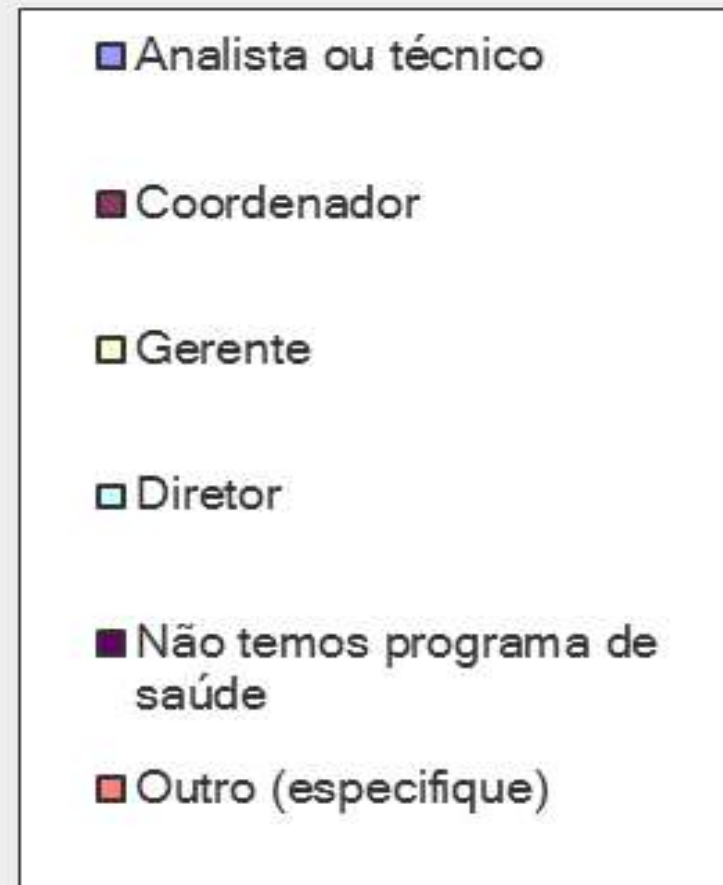 Analista ou técnico
Coordenador
Gerente
Diretor
Não temos programa de
saúde
Outro (especifique)